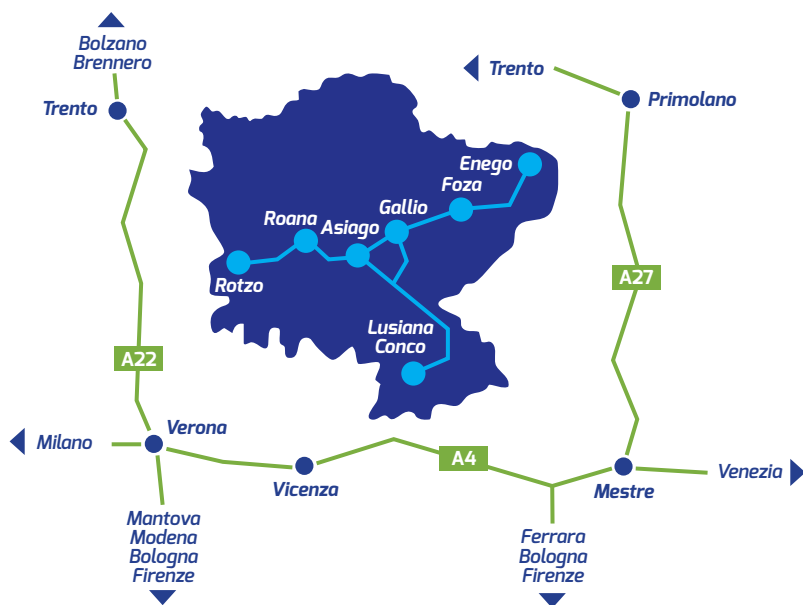 Bolzano
Brennero
Trento
Trento
Primolano
Enego
Foza
Gallio
Roana
Asiago
Rotzo
A27
Lusiana
Conco
A22
Verona
Milano
A4
Vicenza
Mestre
Venezia
Mantova
Modena
Bologna
Firenze
Ferrara
Bologna
Firenze